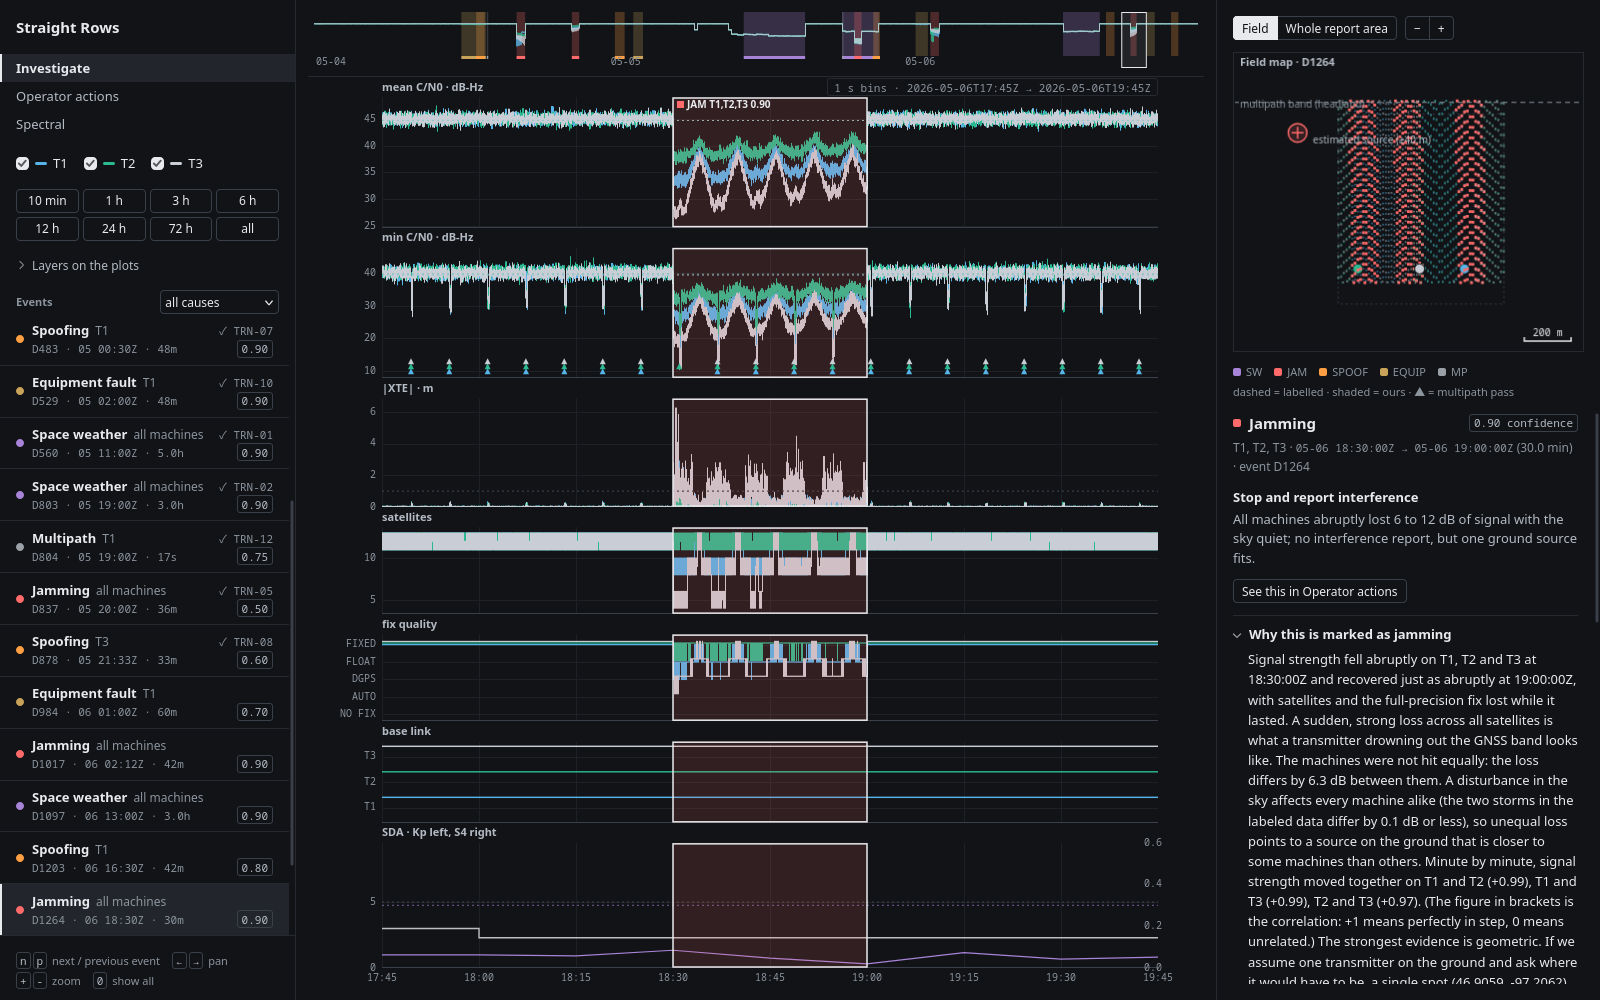 Straight Rows
Investigate
Operator actions
Spectral
T1 T2 T3
10 min 1 h 3 h 6 h
12 h 24 h 72 h all
Layers on the plots
Events all causes
Spoofing T1 ✓ TRN-07
D483 · 05 00:30Z · 48m 0.90
Equipment fault T1 ✓ TRN-10
D529 · 05 02:00Z · 48m 0.90
Space weather all machines ✓ TRN-01
D560 · 05 11:00Z · 5.0h 0.90
Space weather all machines ✓ TRN-02
D803 · 05 19:00Z · 3.0h 0.90
Multipath T1 ✓ TRN-12
D804 · 05 19:00Z · 17s 0.75
Jamming all machines ✓ TRN-05
D837 · 05 20:00Z · 36m 0.50
Spoofing T3 ✓ TRN-08
D878 · 05 21:33Z · 33m 0.60
Equipment fault T1
D984 · 06 01:00Z · 60m 0.70
Jamming all machines
D1017 · 06 02:12Z · 42m 0.90
Space weather all machines
D1097 · 06 13:00Z · 3.0h 0.90
Spoofing T1
D1203 · 06 16:30Z · 42m 0.80
Jamming all machines
D1264 · 06 18:30Z · 30m 0.90
n p next / previous event ← → pan
+ - zoom 0 show all
05-04 05-05 05-06
mean C/N0 · dB-Hz 1 s bins · 2026-05-06T17:45Z → 2026-05-06T19:45Z
JAM T1,T2,T3 0.90
45
40
35
30
25
min C/N0 · dB-Hz
40
30
20
10
|XTE| · m
6
4
2
0
satellites
10
5
fix quality
FIXED
FLOAT
DGPS
AUTO
NO FIX
base link
T3
T2
T1
SDA · Kp left, S4 right
0.6
0.4
5
0.2
0 0.0
17:45 18:00 18:15 18:30 18:45 19:00 19:15 19:30 19:45
Field Whole report area − +
Field map · D1264
multipath band (headland)
estimated source (±40 m)
200 m
SW JAM SPOOF EQUIP MP
dashed = labelled · shaded = ours · ▲ = multipath pass
Jamming 0.90 confidence
T1, T2, T3 · 05-06 18:30:00Z → 05-06 19:00:00Z (30.0 min)
· event D1264
Stop and report interference
All machines abruptly lost 6 to 12 dB of signal with the
sky quiet; no interference report, but one ground source
fits.
See this in Operator actions
Why this is marked as jamming
Signal strength fell abruptly on T1, T2 and T3 at
18:30:00Z and recovered just as abruptly at 19:00:00Z,
with satellites and the full-precision fix lost while it
lasted. A sudden, strong loss across all satellites is
what a transmitter drowning out the GNSS band looks
like. The machines were not hit equally: the loss
differs by 6.3 dB between them. A disturbance in the
sky affects every machine alike (the two storms in the
labeled data differ by 0.1 dB or less), so unequal loss
points to a source on the ground that is closer to
some machines than others. Minute by minute, signal
strength moved together on T1 and T2 (+0.99), T1 and
T3 (+0.99), T2 and T3 (+0.97). (The figure in brackets is
the correlation: +1 means perfectly in step, 0 means
unrelated.) The strongest evidence is geometric. If we
assume one transmitter on the ground and ask where
it would have to be, a single spot (46.9059, -97.2062)